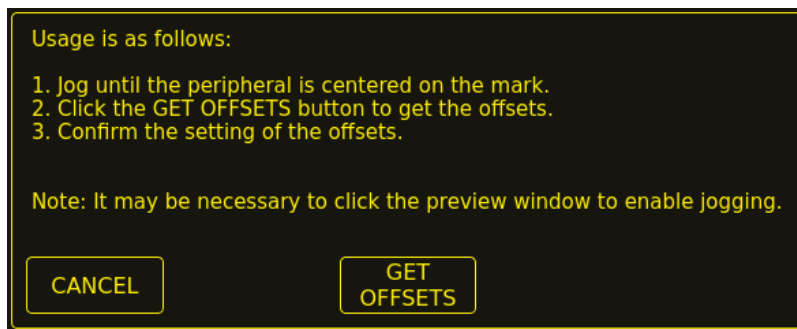 Usage is as follows:
1. Jog until the peripheral is centered on the mark.
2. Click the GET OFFSETS button to get the offsets.
3. Confirm the setting of the offsets.
Note: It may be necessary to click the preview window to enable jogging.
CANCEL
GET
OFFSETS